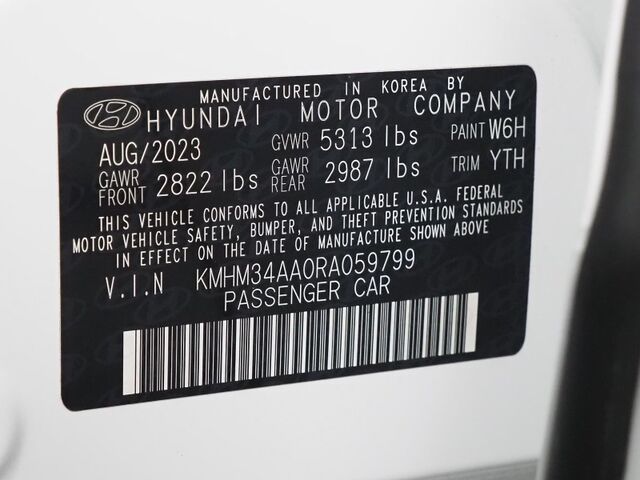 MANUFACTURED IN KOREA BY
HYUNDAI MOTOR COMPANY
AUG/2023 GVWR 5313 lbs PAINT W6H
GAWR FRONT 2822 lbs GAWR REAR 2987 lbs TRIM YTH
THIS VEHICLE CONFORMS TO ALL APPLICABLE U.S.A. FEDERAL
MOTOR VEHICLE SAFETY, BUMPER, AND THEFT PREVENTION STANDARDS
IN EFFECT ON THE DATE OF MANUFACTURE SHOWN ABOVE
V.I.N KMHM34AA0RA059799
PASSENGER CAR